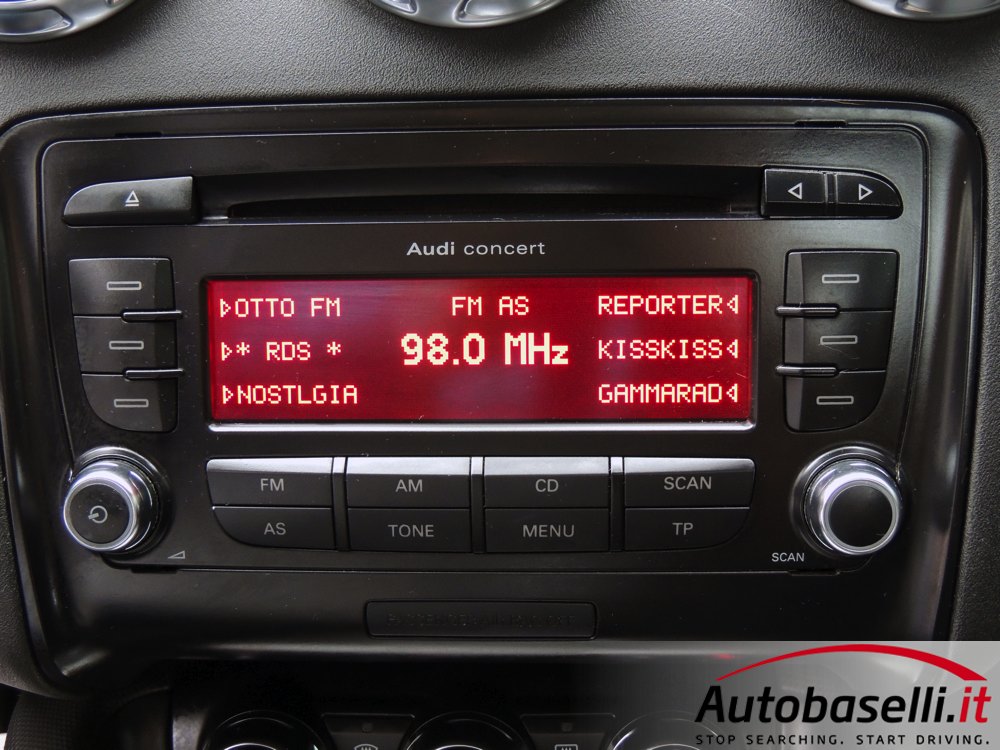 Audi concert
OTTO FM FM AS REPORTER
* RDS * 98.0 MHz KISSKISS
NOSTLGIA GAMMARAD
FM AM CD SCAN
AS TONE MENU TP
SCAN
Autobaselli.it
STOP SEARCHING. START DRIVING.